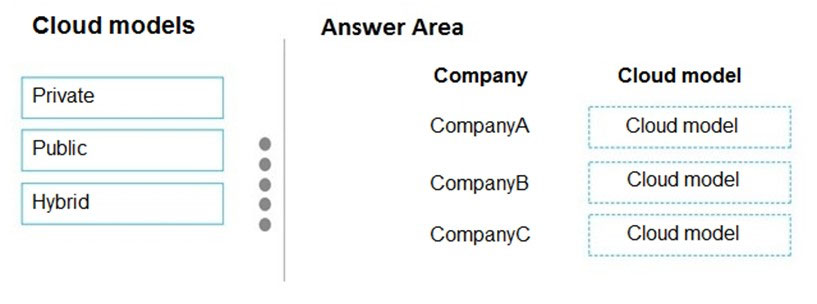 Cloud models
Answer Area
Company Cloud model
Private
CompanyA Cloud model
Public
CompanyB Cloud model
Hybrid
CompanyC Cloud model